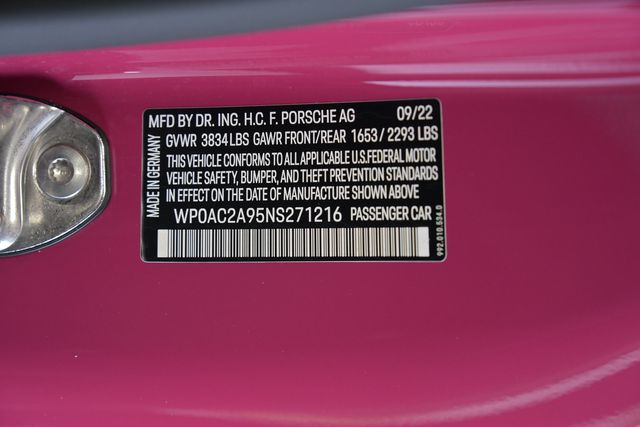 MFD BY DR. ING. H.C. F. PORSCHE AG 09/22
GVWR 3834 LBS GAWR FRONT/REAR 1653 / 2293 LBS
THIS VEHICLE CONFORMS TO ALL APPLICABLE U.S.FEDERAL MOTOR
VEHICLE SAFETY, BUMPER, AND THEFT PREVENTION STANDARDS
IN EFFECT ON THE DATE OF MANUFACTURE SHOWN ABOVE
WP0AC2A95NS271216 PASSENGER CAR
MADE IN GERMANY
992.010.534.D